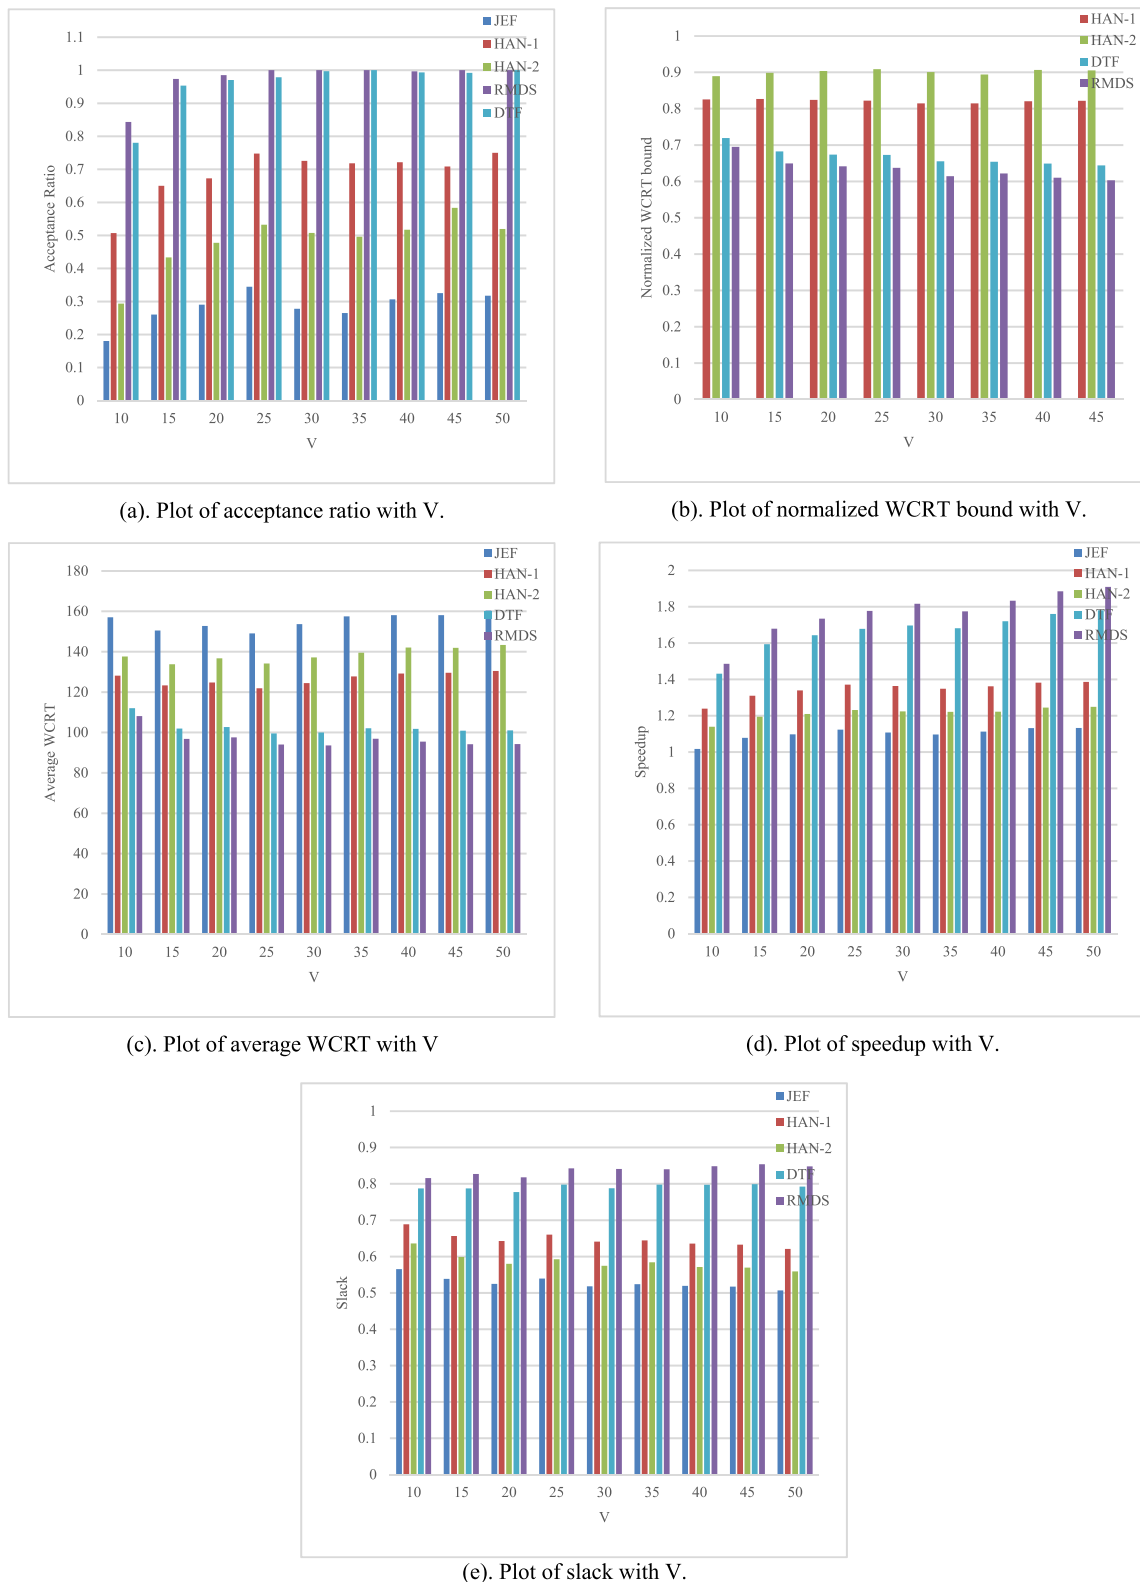 JEF
HAN-1
HAN-2
RMDS
DTF
1.1
1
0.9
0.8
0.7
0.6
0.5
0.4
0.3
0.2
0.1
0
Acceptance Ratio
10 15 20 25 30 35 40 45 50
V
(a). Plot of acceptance ratio with V.
HAN-1
HAN-2
DTF
RMDS
1
0.9
0.8
0.7
0.6
0.5
0.4
0.3
0.2
0.1
0
Normalized WCRT bound
10 15 20 25 30 35 40 45
V
(b). Plot of normalized WCRT bound with V.
JEF
HAN-1
HAN-2
DTF
RMDS
180
160
140
120
100
80
60
40
20
0
Average WCRT
10 15 20 25 30 35 40 45 50
V
(c). Plot of average WCRT with V
JEF
HAN-1
HAN-2
DTF
RMDS
2
1.8
1.6
1.4
1.2
1
0.8
0.6
0.4
0.2
0
Speedup
10 15 20 25 30 35 40 45 50
V
(d). Plot of speedup with V.
JEF
HAN-1
HAN-2
DTF
RMDS
1
0.9
0.8
0.7
0.6
0.5
0.4
0.3
0.2
0.1
0
Slack
10 15 20 25 30 35 40 45 50
V
(e). Plot of slack with V.